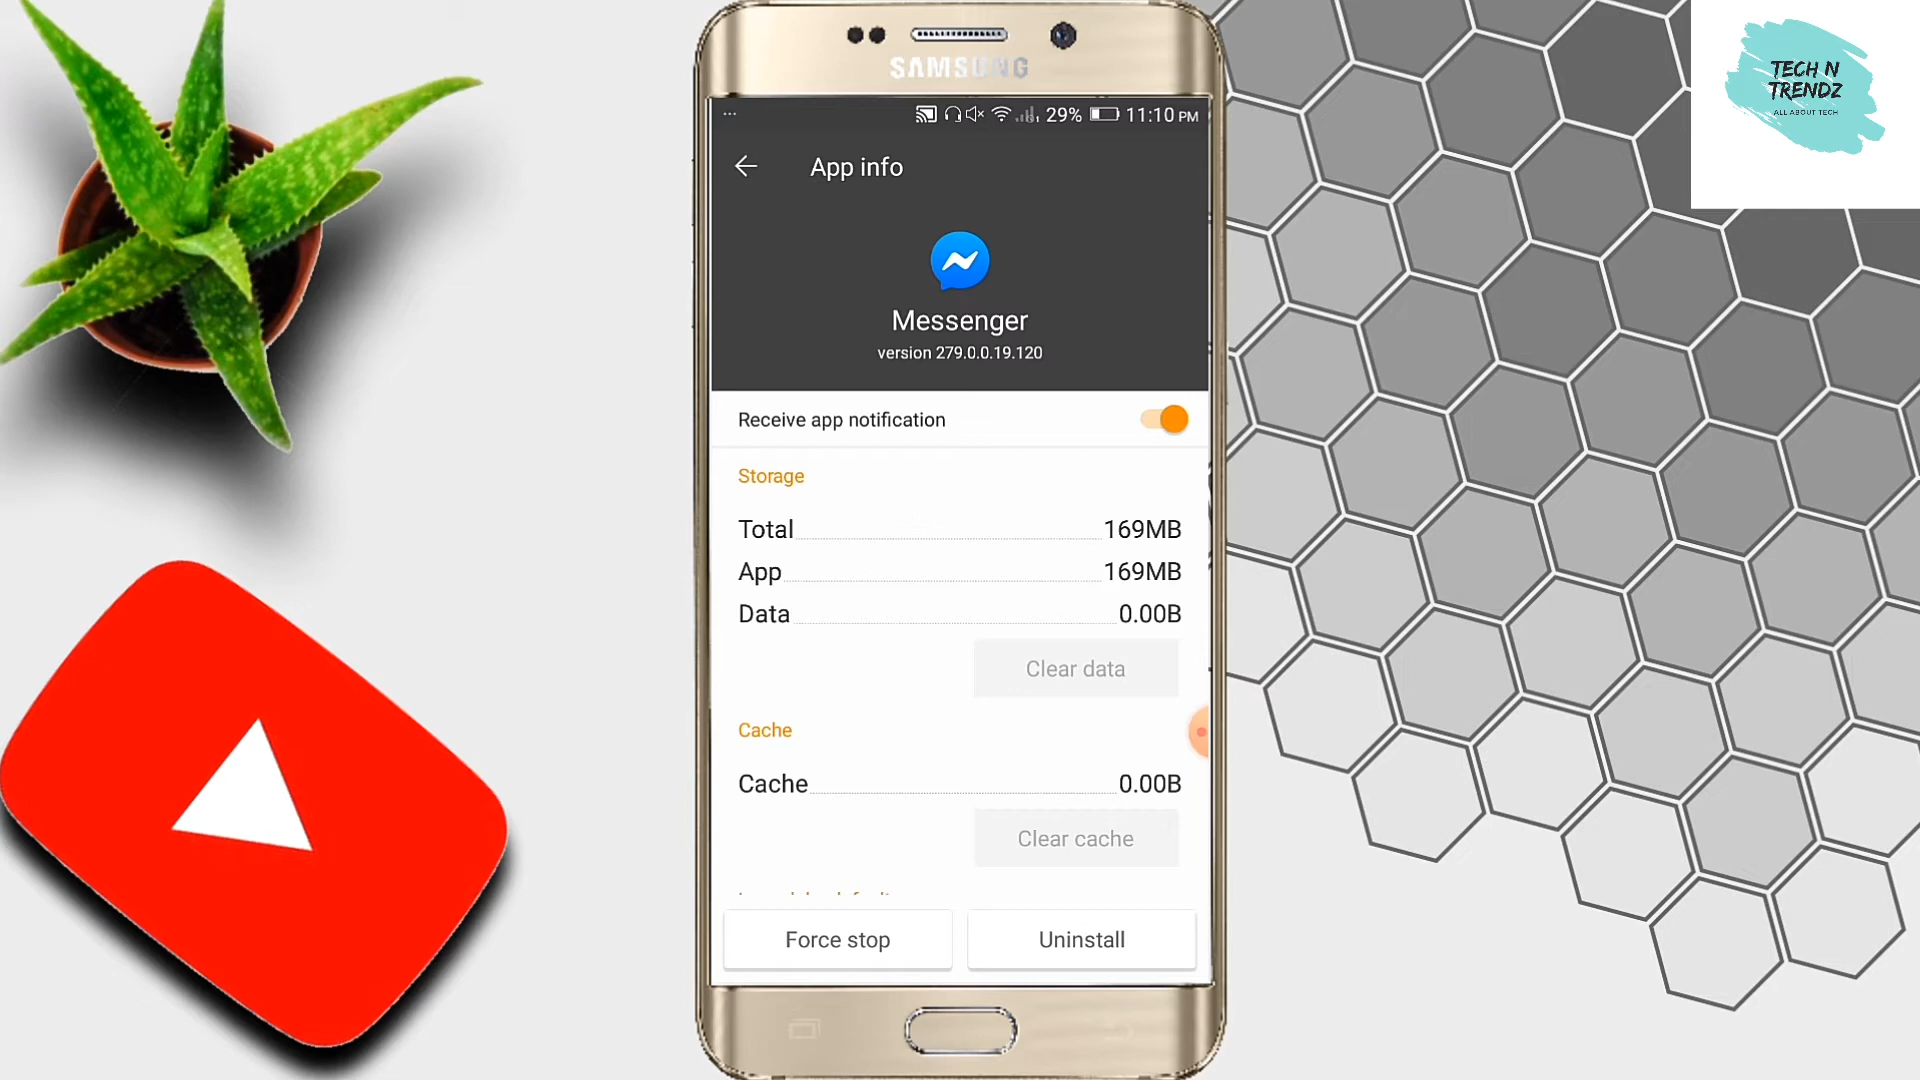 SAMSUNG
TECH N
TRENDZ
ALL ABOUT TECH
... 29% 11:10 PM
App info
Messenger
version 279.0.0.19.120
Receive app notification
Storage
Total 169MB
App 169MB
Data 0.00B
Clear data
Cache
Cache 0.00B
Clear cache
Force stop
Uninstall